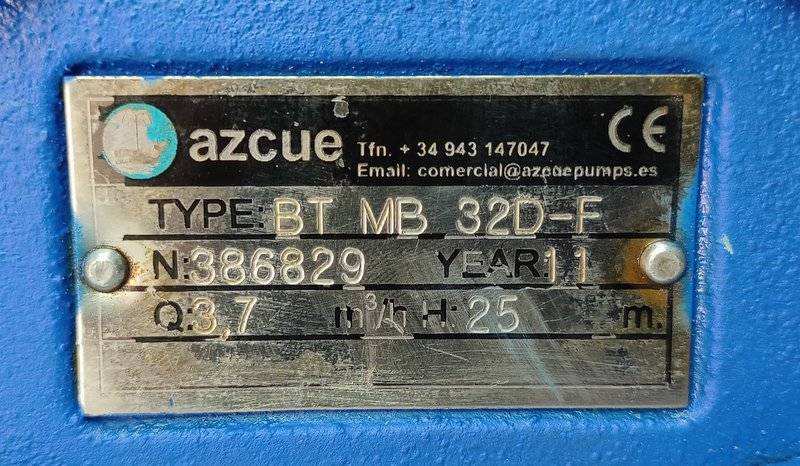 azcue
Tfn. + 34 943 147047
Email: comercial@azcuepumps.es
CE
TYPE: BT MB 32D-F
N: 386829 YEAR: 11
Q: 3,7 m³/h H: 25 m.